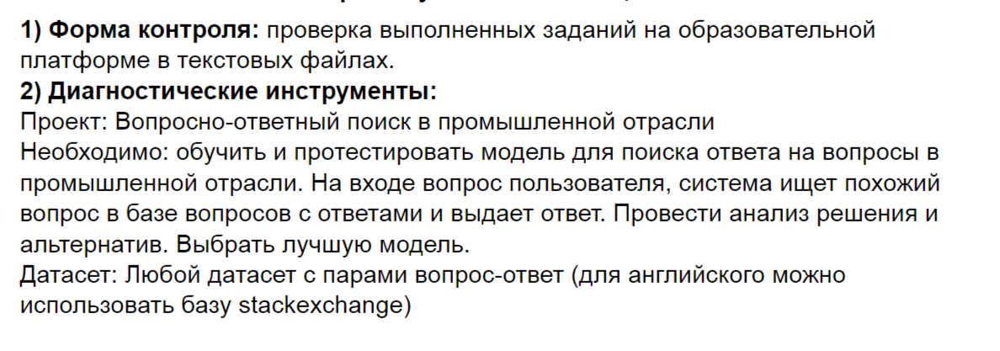 1) Форма контроля: проверка выполненных заданий на образовательной
платформе в текстовых файлах.
2) Диагностические инструменты:
Проект: Вопросно-ответный поиск в промышленной отрасли
Необходимо: обучить и протестировать модель для поиска ответа на вопросы в
промышленной отрасли. На входе вопрос пользователя, система ищет похожий
вопрос в базе вопросов с ответами и выдает ответ. Провести анализ решения и
альтернатив. Выбрать лучшую модель.
Датасет: Любой датасет с парами вопрос-ответ (для английского можно
использовать базу stackexchange)